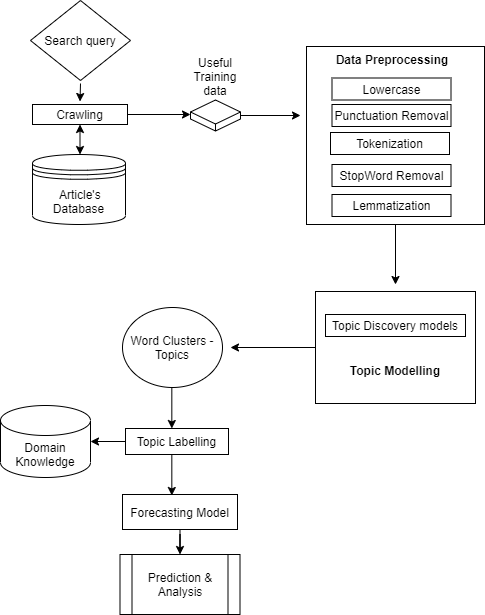 Search query
Crawling
Article's
Database
Useful
Training
data
Data Preprocessing
Lowercase
Punctuation Removal
Tokenization
StopWord Removal
Lemmatization
Topic Discovery models
Topic Modelling
Word Clusters -
Topics
Topic Labelling
Domain
Knowledge
Forecasting Model
Prediction &
Analysis